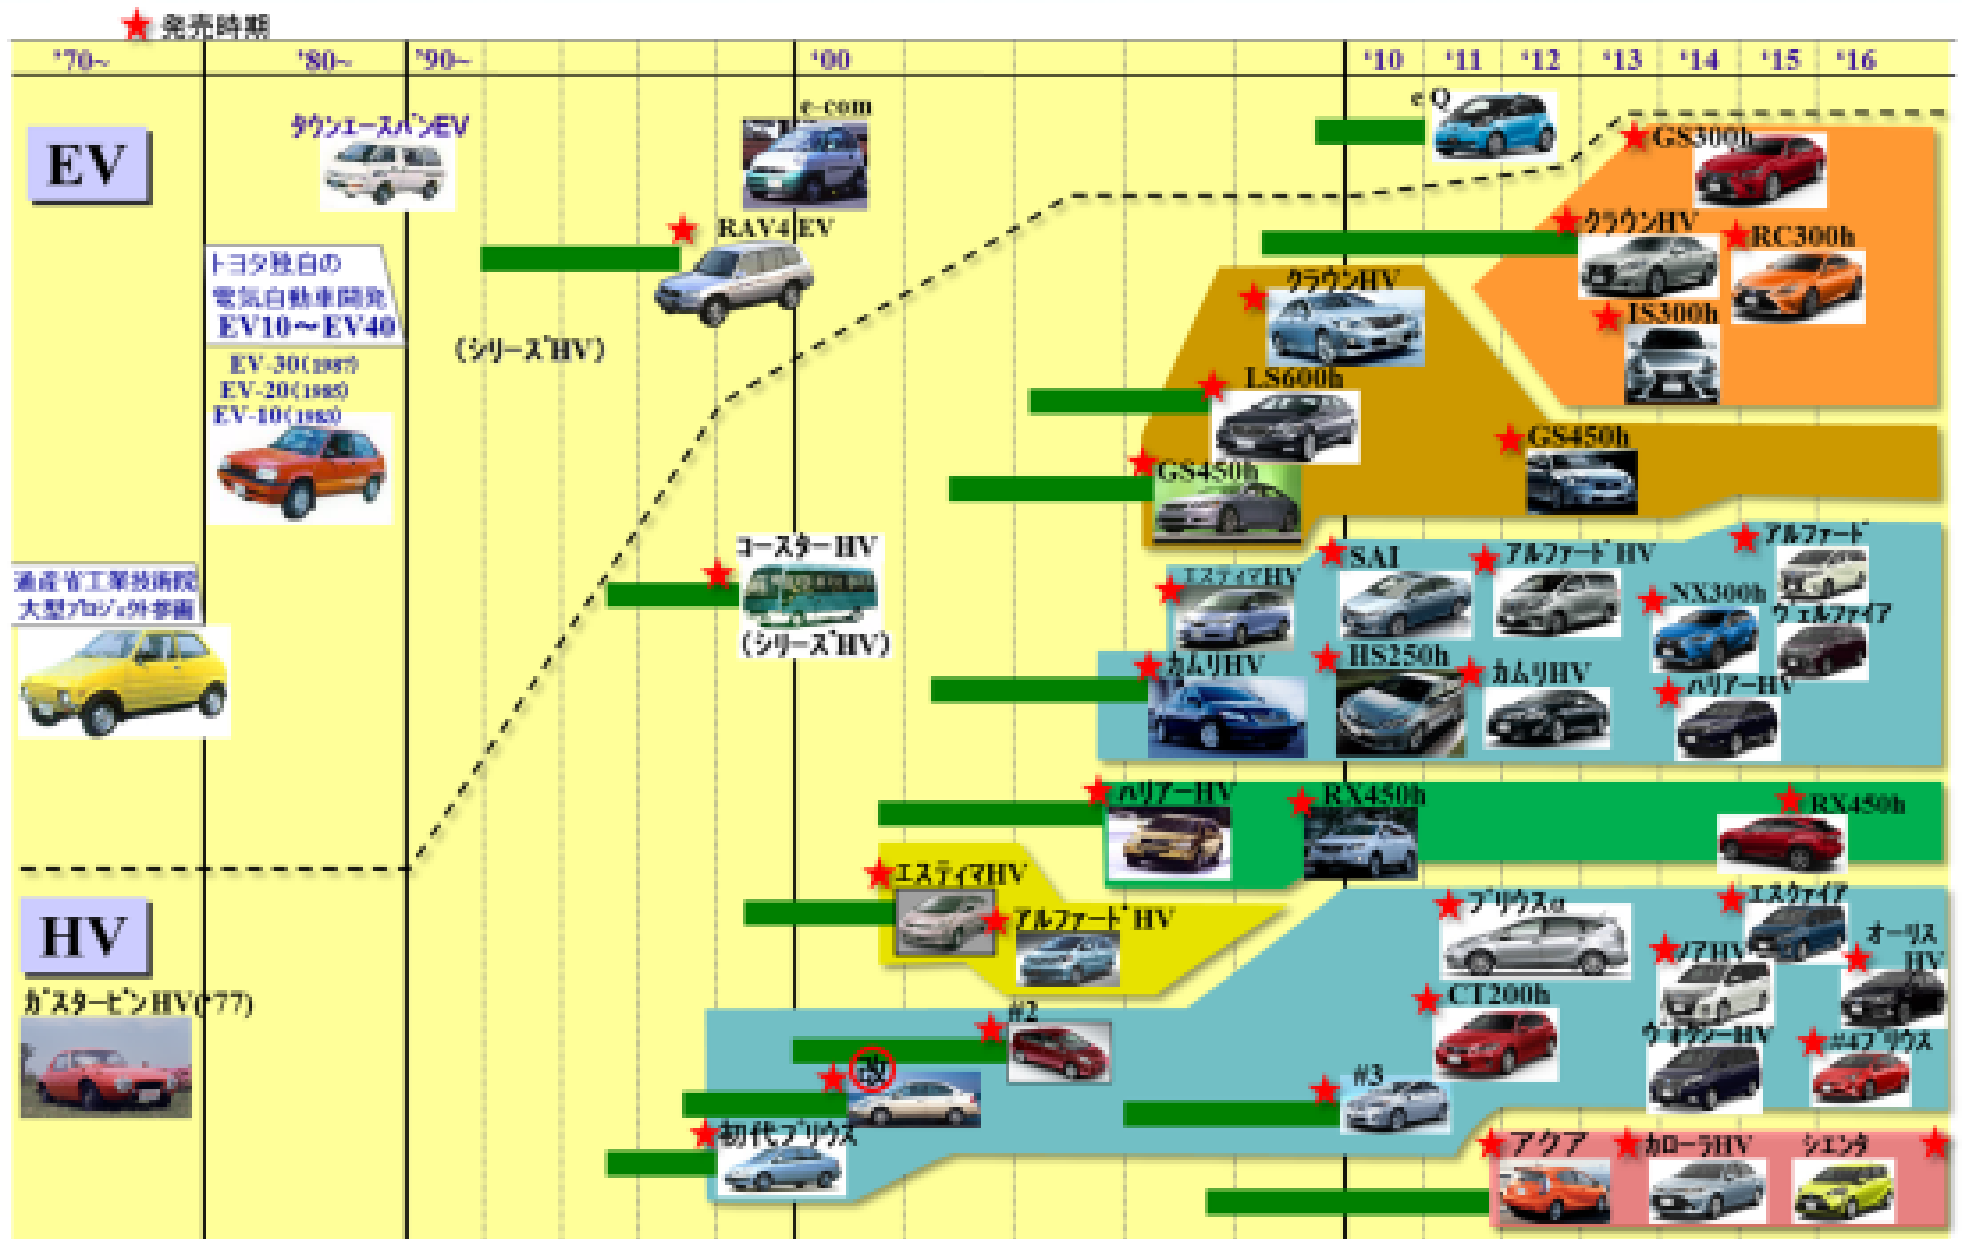 ★ 発売時期
'70~ '80~ '90~ '00 '10 '11 '12 '13 '14 '15 '16
EV
タウンエースバンEV
e-com
eQ
GS300h
RAV4 EV
クラウンHV
RC300h
トヨタ独自の
電気自動車開発
EV10～EV40
クラウンHV
IS300h
(シリーズHV)
EV-30(1987)
EV-20(1985)
EV-10(1983)
LS600h
GS450h
GS450h
コースターHV
(シリーズHV)
通産省工業技術院
大型プロジェクト参画
エスティマHV
SAI
アルファードHV
アルファード
NX300h
ヴェルファイア
カムリHV
HS250h
カムリHV
ハリアーHV
ハリアーHV
RX450h
RX450h
HV
エスティマHV
アルファードHV
プリウスα
エスクァイア
オーリス
HV
ノアHV
ガスタービンHV('77)
CT200h
#2
ヴォクシーHV
#4プリウス
改
#3
初代プリウス
アクア
カローラHV
シエンタ